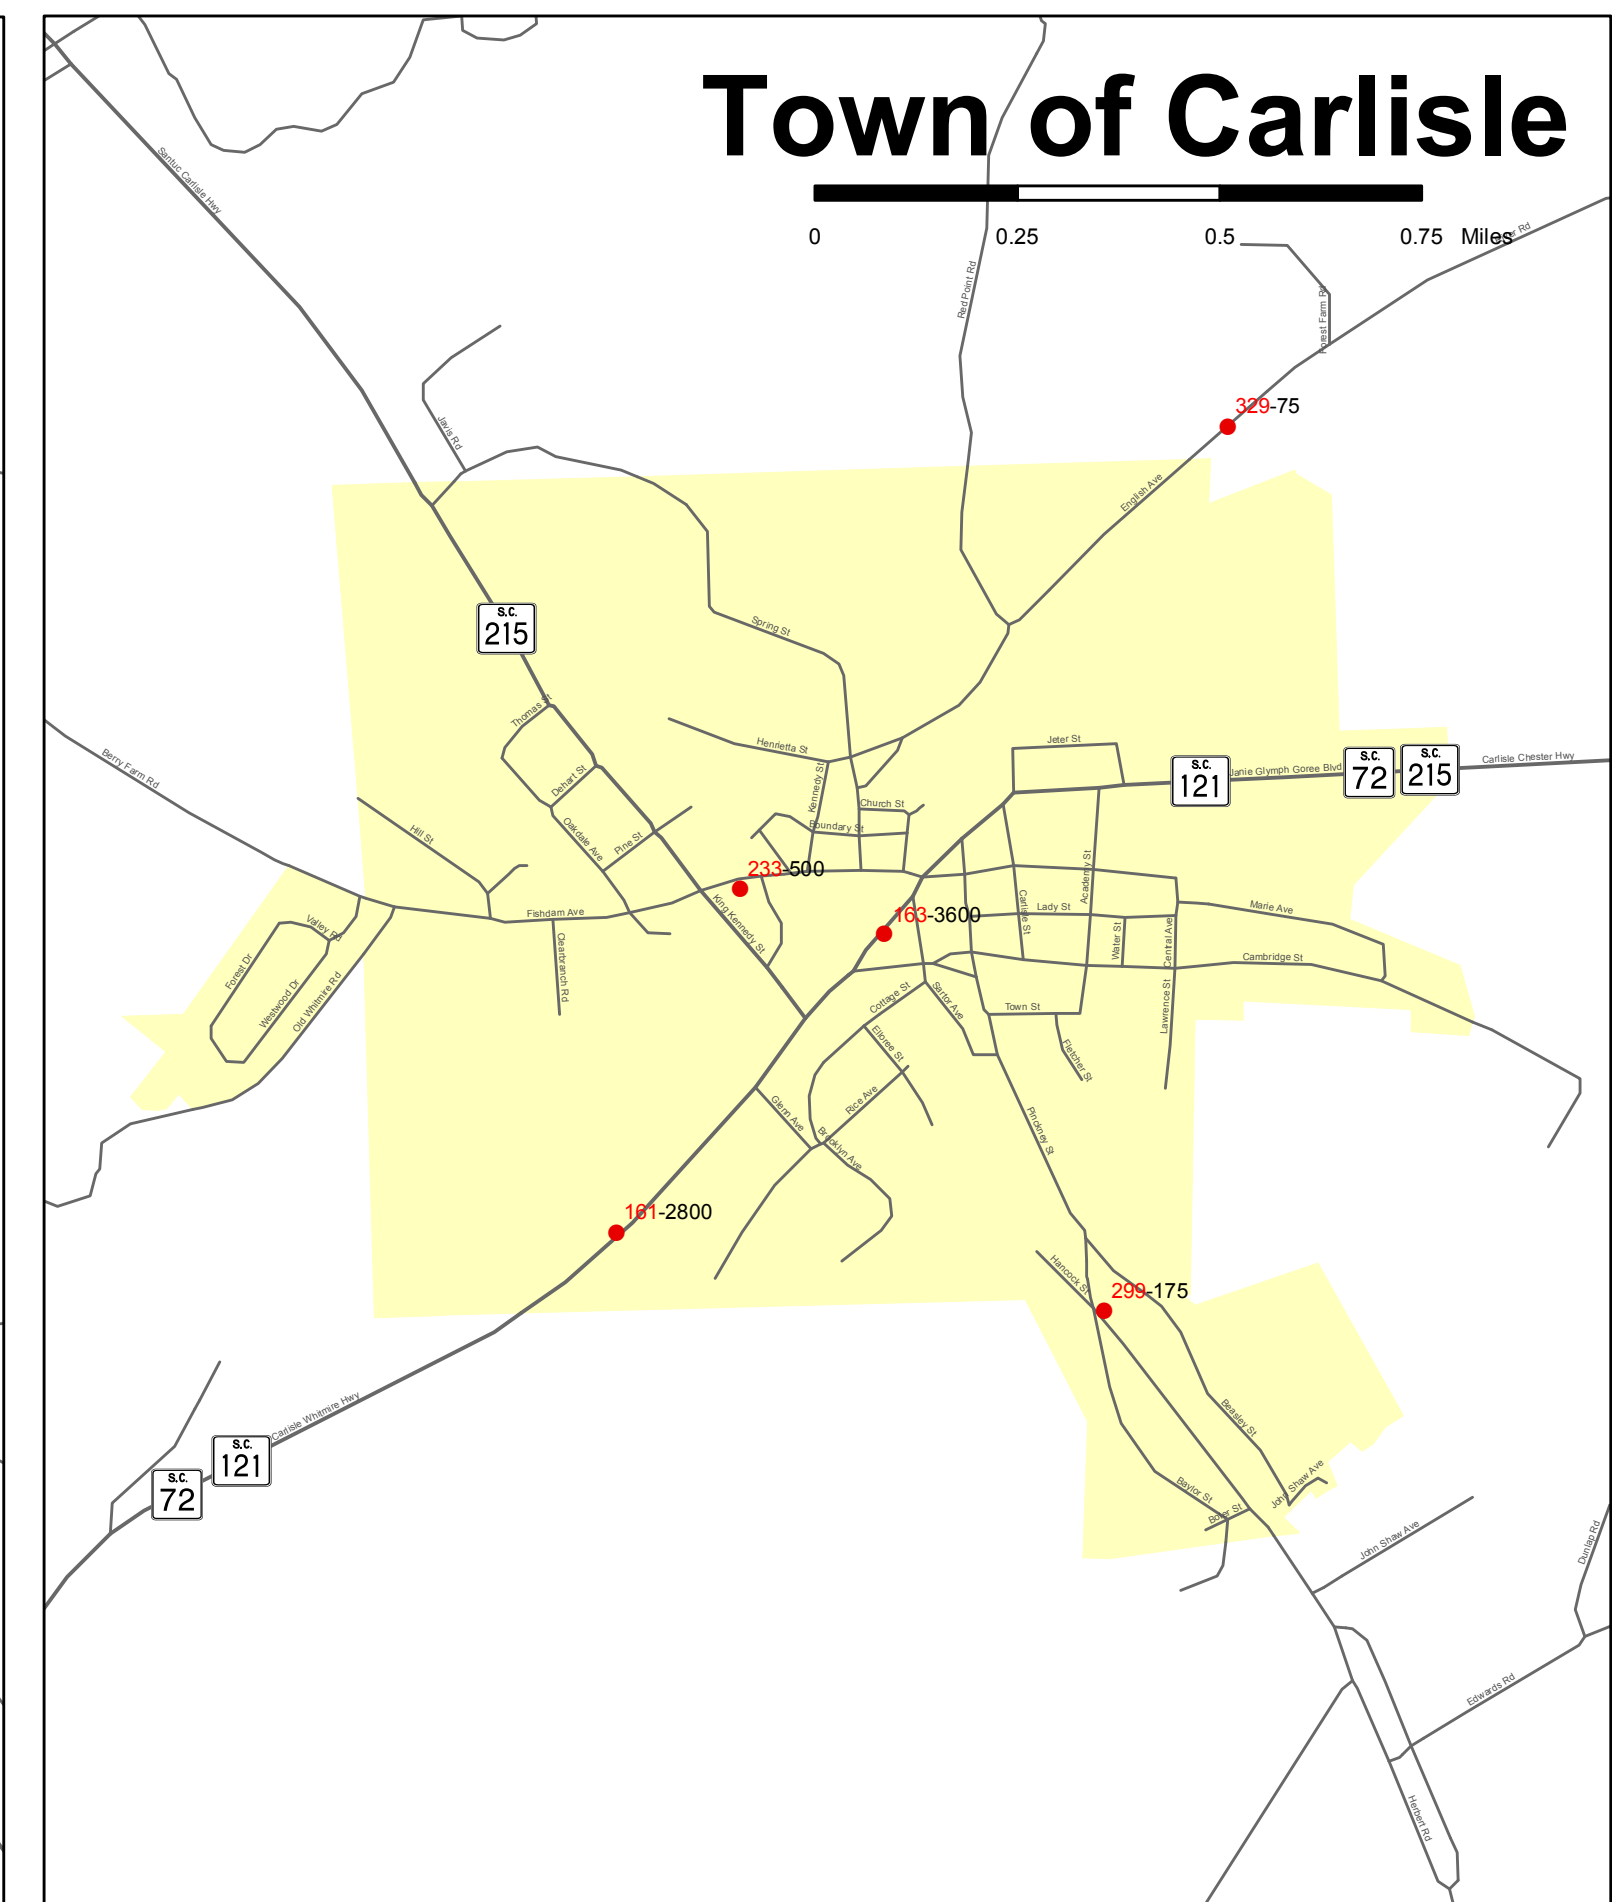 Town of Carlisle
0 0.25 0.5 0.75 Miles
Santuc Carlisle Hwy
Red Point Rd
Forest Farm Rd
329-75
Javis Rd
English Ave
S.C.
215
Spring St
Thomas St
Henrietta St
Jeter St
Berry Farm Rd
Dehart St
Kennedy St
Church St
Boundary St
S.C.
121
Janie Glymph Goree Blvd
S.C.
72
S.C.
215
Carlisle Chester Hwy
Hill St
Oakdale Ave
Pine St
233-500
King Kennedy St
163-3600
Fishdam Ave
Clearbranch Rd
Carlisle St
Lady St
Academy St
Water St
Central Ave
Marie Ave
Cambridge St
Valley Rd
Forest Dr
Westwood Dr
Old Whitmire Rd
Cottage St
Sartor Ave
Town St
Lawrence St
Elloree St
Fletcher St
Glenn Ave
Rice Ave
Brooklyn Ave
Pinckney St
161-2800
Hancock St
299-175
Carlisle Whitmire Hwy
S.C.
121
S.C.
72
Beasley St
Baylor St
John Shaw Ave
John Shaw Ave
Dunlap Rd
Edwards Rd
Herbert Rd